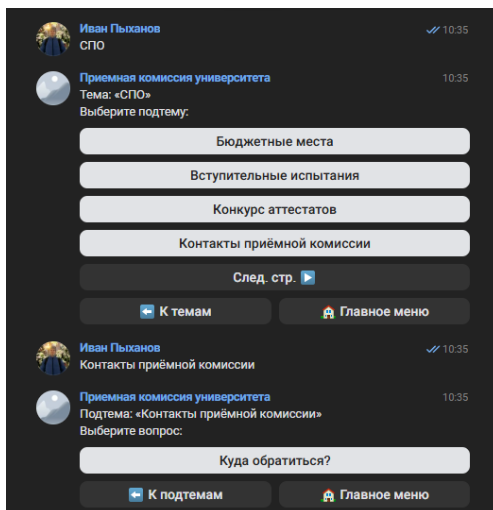 Иван Пыханов 10:35
СПО
Приемная комиссия университета 10:35
Тема: «СПО»
Выберите подтему:
Бюджетные места
Вступительные испытания
Конкурс аттестатов
Контакты приёмной комиссии
След. стр.
К темам Главное меню
Иван Пыханов 10:35
Контакты приёмной комиссии
Приемная комиссия университета 10:35
Подтема: «Контакты приёмной комиссии»
Выберите вопрос:
Куда обратиться?
К подтемам Главное меню